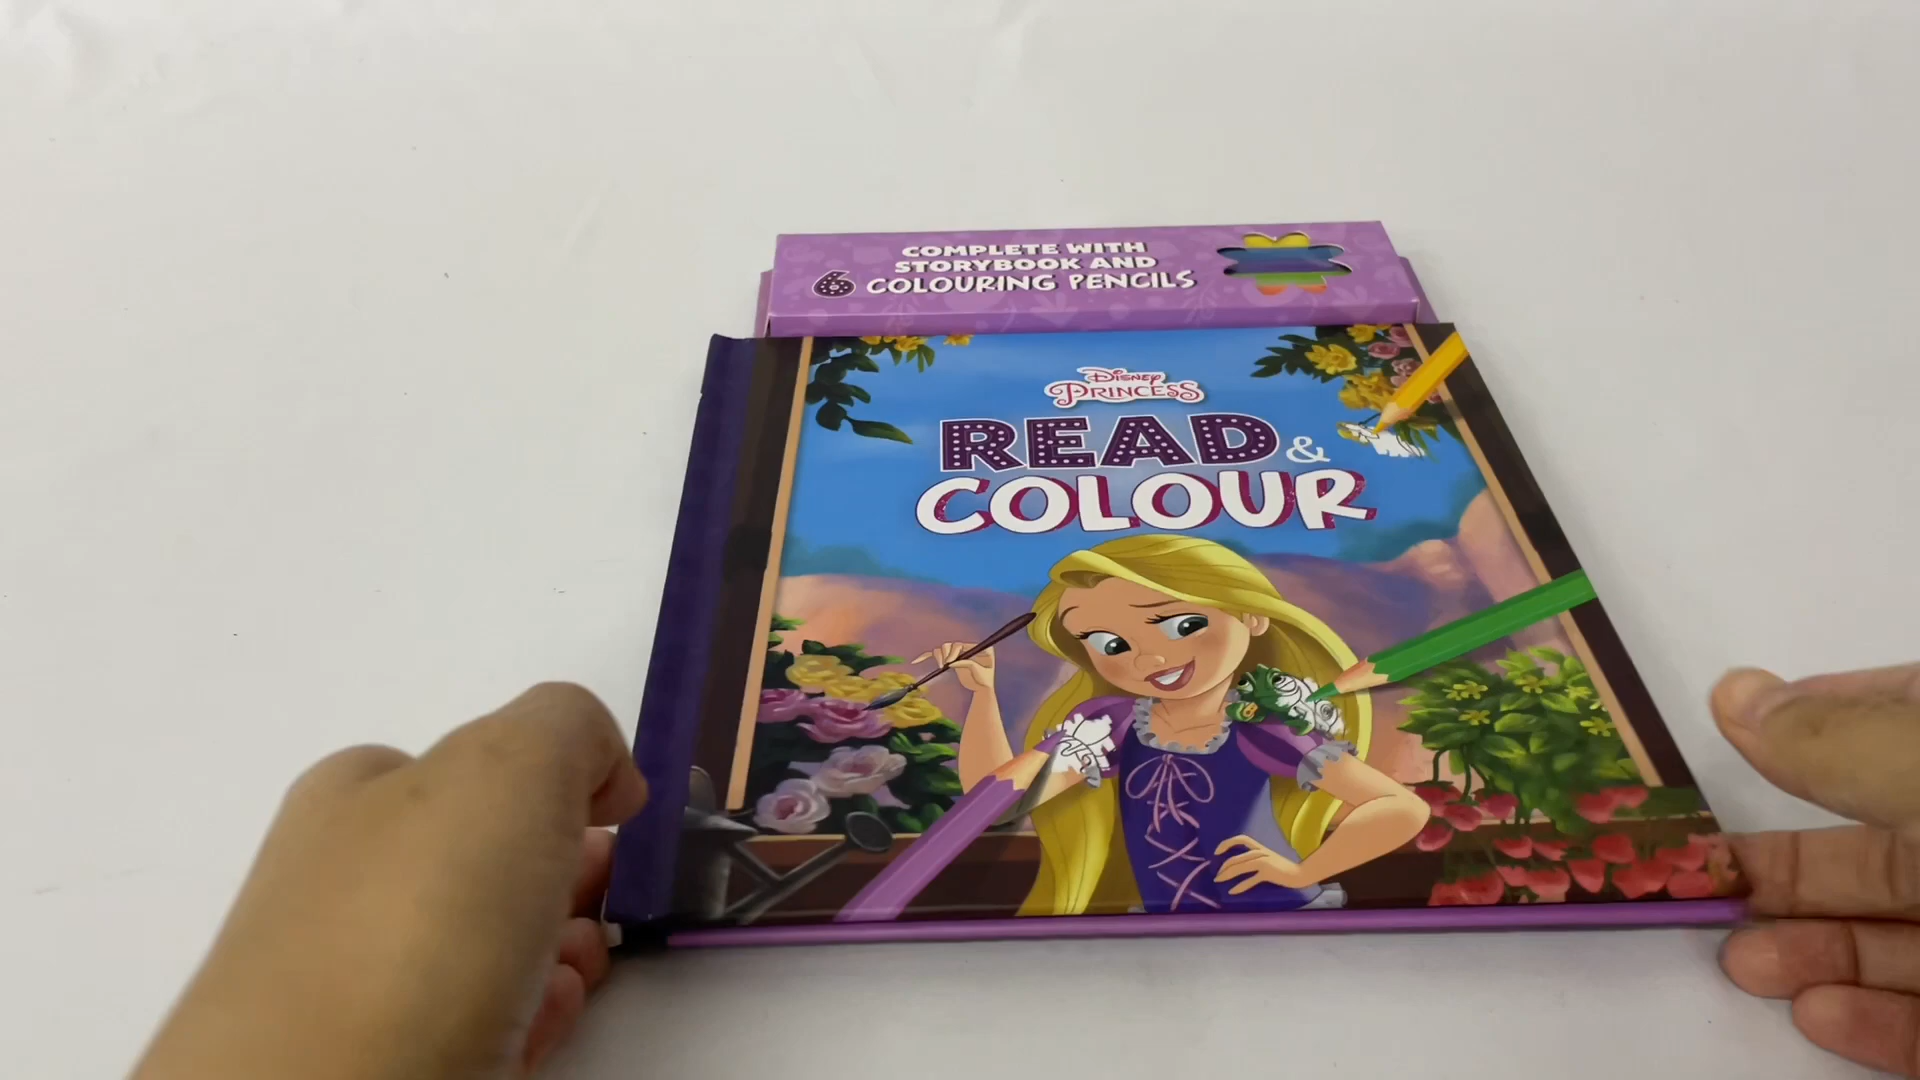 COMPLETE WITH
STORYBOOK AND
6 COLOURING PENCILS
Disney
PRINCESS
READ &
COLOUR